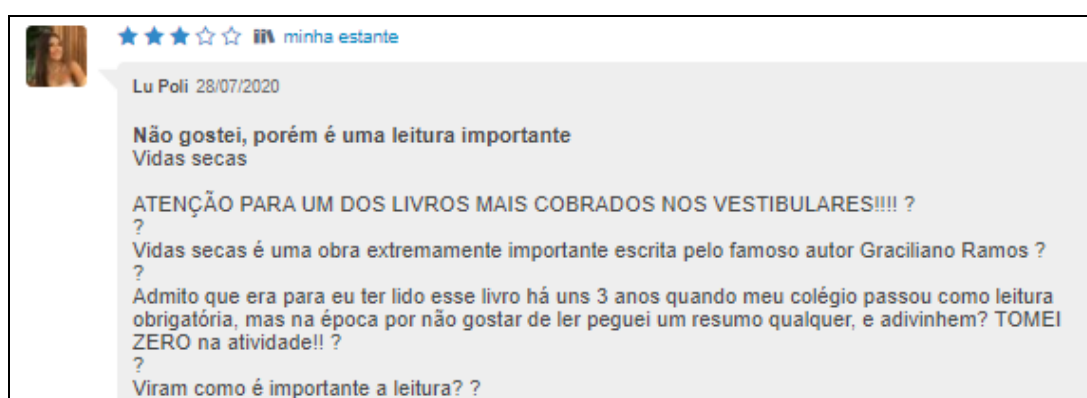 minha estante
Lu Poli 28/07/2020
Não gostei, porém é uma leitura importante
Vidas secas
ATENÇÃO PARA UM DOS LIVROS MAIS COBRADOS NOS VESTIBULARES!!!! ?
?
Vidas secas é uma obra extremamente importante escrita pelo famoso autor Graciliano Ramos ?
?
Admito que era para eu ter lido esse livro há uns 3 anos quando meu colégio passou como leitura
obrigatória, mas na época por não gostar de ler peguei um resumo qualquer, e adivinhem? TOMEI
ZERO na atividade!! ?
?
Viram como é importante a leitura? ?